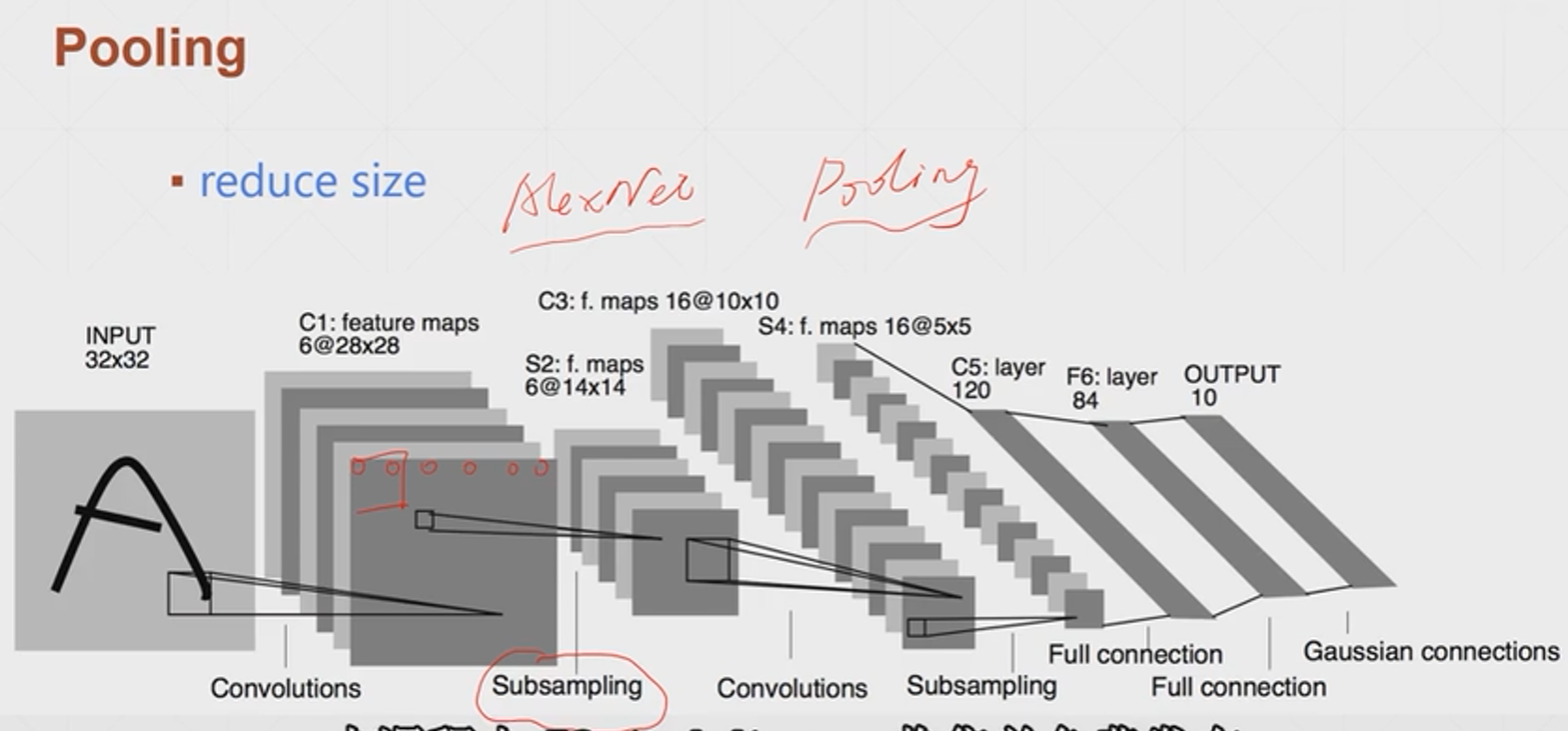 Pooling
▪ reduce size
AlexNet
Pooling
INPUT
32x32
C1: feature maps
6@28x28
S2: f. maps
6@14x14
C3: f. maps 16@10x10
S4: f. maps 16@5x5
C5: layer
120
F6: layer
84
OUTPUT
10
A
Convolutions
Subsampling
Convolutions
Subsampling
Full connection
Full connection
Gaussian connections